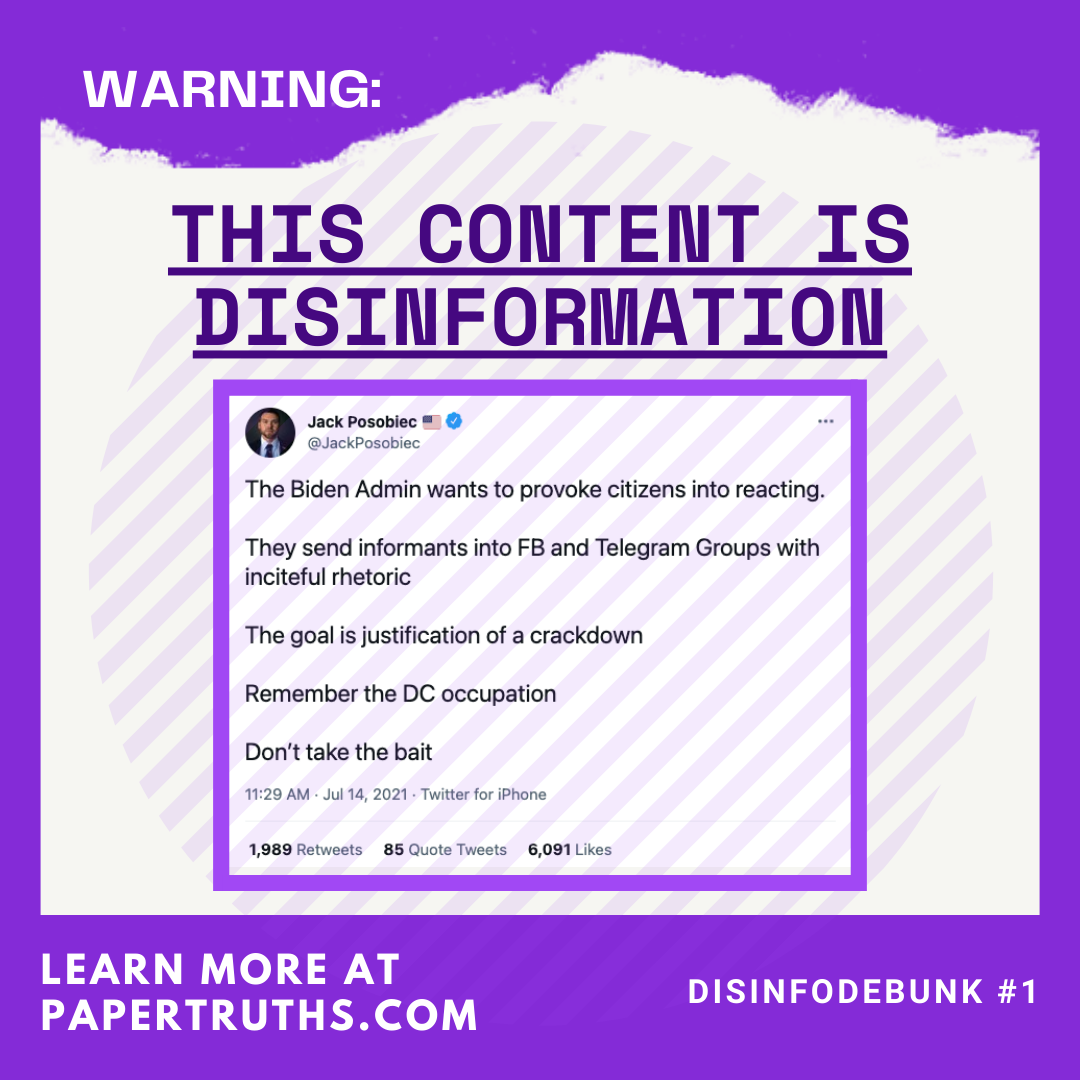 WARNING:
THIS CONTENT IS
DISINFORMATION
Jack Posobiec 🇺🇸
@JackPosobiec
The Biden Admin wants to provoke citizens into reacting.
They send informants into FB and Telegram Groups with
inciteful rhetoric
The goal is justification of a crackdown
Remember the DC occupation
Don’t take the bait
11:29 AM · Jul 14, 2021 · Twitter for iPhone
1,989 Retweets 85 Quote Tweets 6,091 Likes
LEARN MORE AT
PAPERTRUTHS.COM
DISINFODEBUNK #1